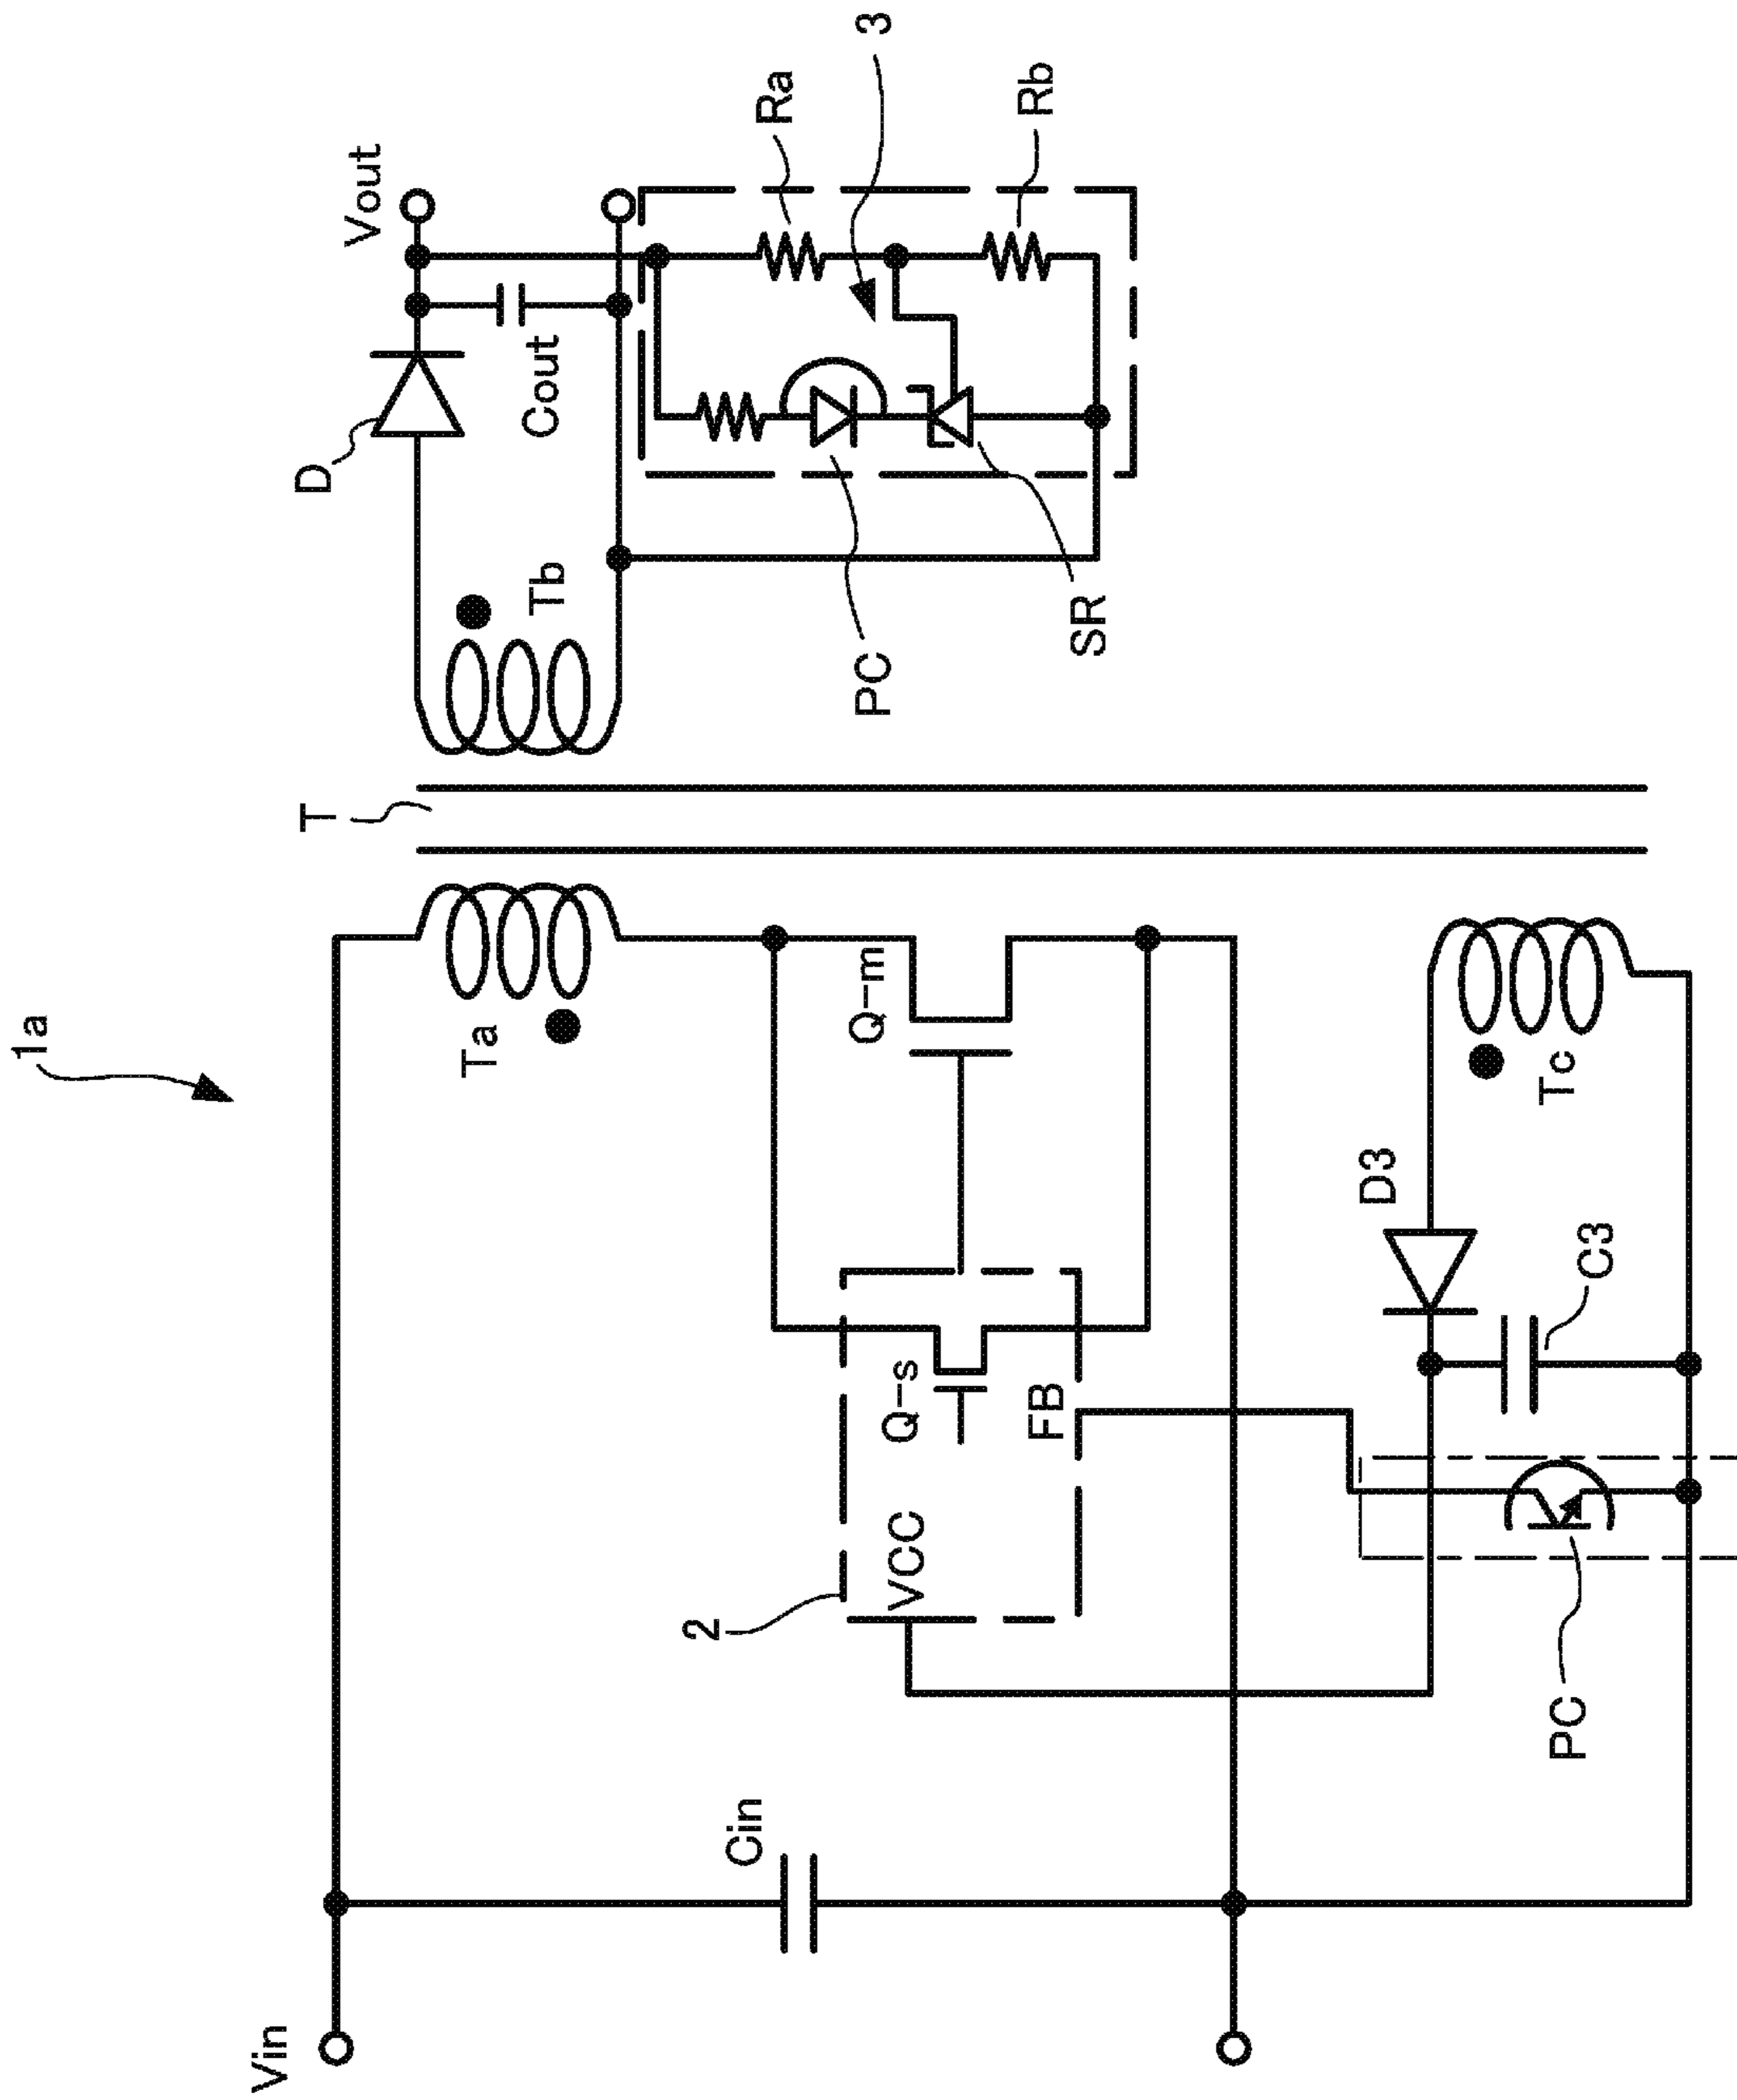 1a
Vin
Cin
2
VCC
Q-s
FB
Q-m
Ta
T
D
Tb
Cout
Vout
Ra
3
Rb
PC
SR
D3
C3
Tc
PC